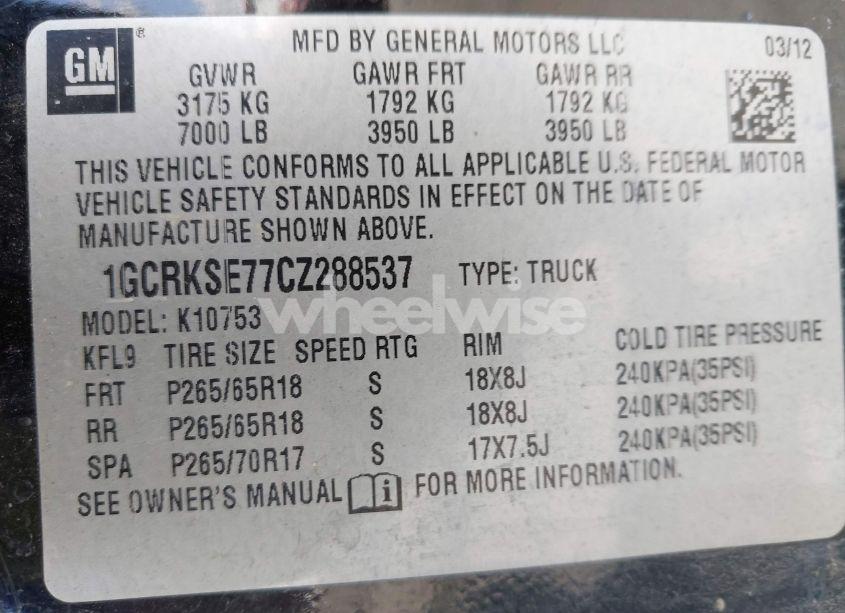 GM ®
MFD BY GENERAL MOTORS LLC 03/12
GVWR GAWR FRT GAWR RR
3175 KG 1792 KG 1792 KG
7000 LB 3950 LB 3950 LB
THIS VEHICLE CONFORMS TO ALL APPLICABLE U.S. FEDERAL MOTOR
VEHICLE SAFETY STANDARDS IN EFFECT ON THE DATE OF
MANUFACTURE SHOWN ABOVE.
1GCRKSE77CZ288537 TYPE: TRUCK
wheelwise
MODEL: K10753
KFL9 TIRE SIZE SPEED RTG RIM COLD TIRE PRESSURE
FRT P265/65R18 S 18X8J 240KPA(35PSI)
RR P265/65R18 S 18X8J 240KPA(35PSI)
SPA P265/70R17 S 17X7.5J 240KPA(35PSI)
SEE OWNER'S MANUAL i FOR MORE INFORMATION.